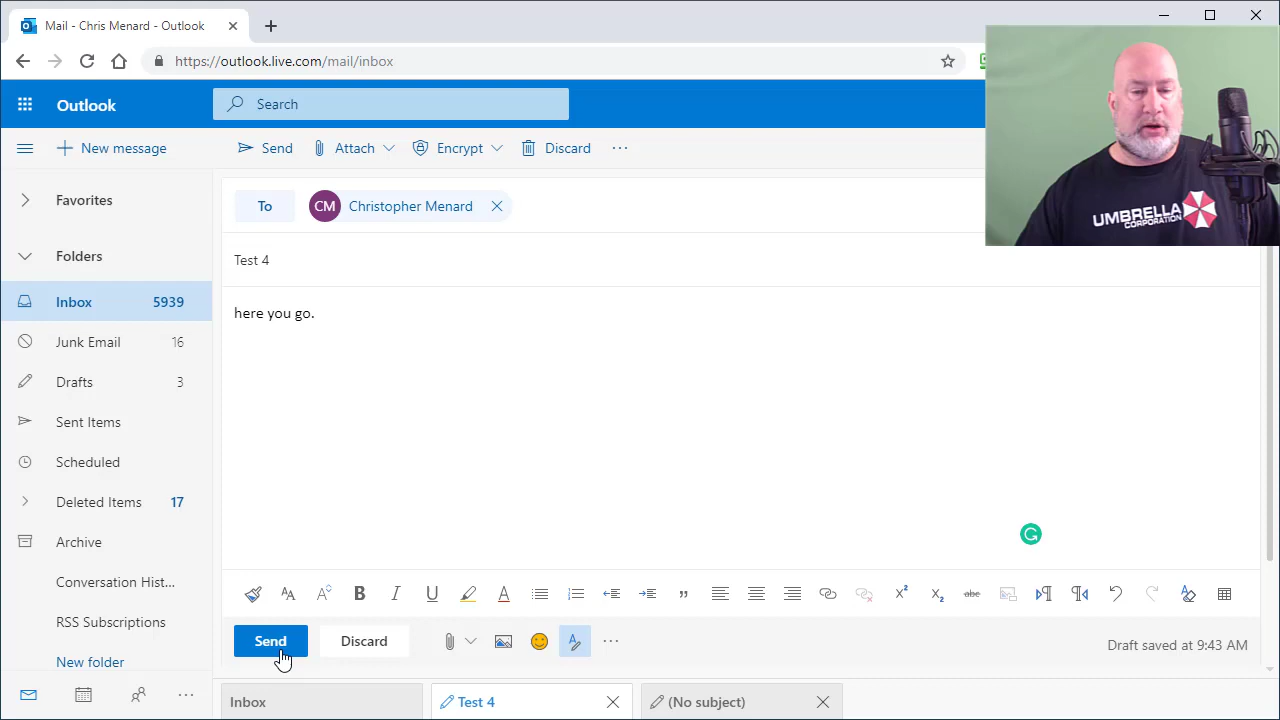 Mail - Chris Menard - Outlook
https://outlook.live.com/mail/inbox
Outlook
Search
New message
Send
Attach
Encrypt
Discard
Favorites
To
CM
Christopher Menard
UMBRELLA
CORPORATION
Folders
Test 4
Inbox
5939
here you go.
Junk Email
16
Drafts
3
Sent Items
Scheduled
Deleted Items
17
Archive
Conversation Hist...
RSS Subscriptions
New folder
Send
Discard
Draft saved at 9:43 AM
Inbox
Test 4
(No subject)